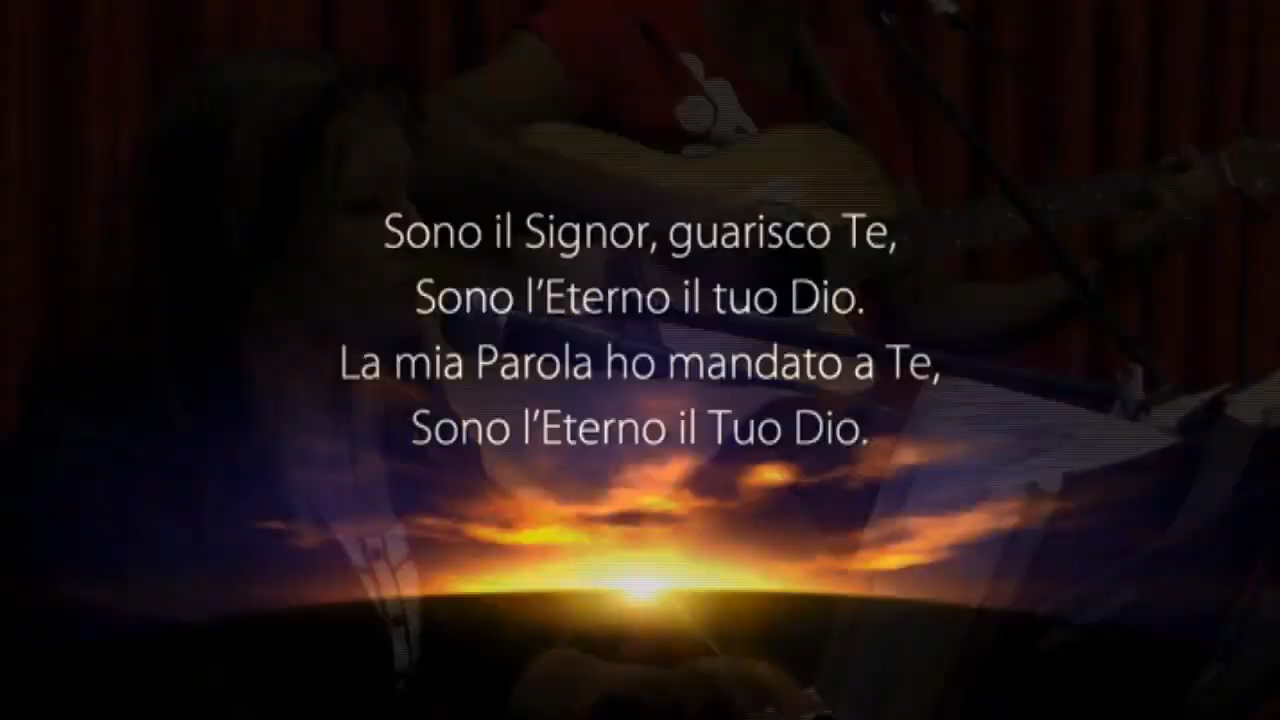 Sono il Signor, guarisco Te,
Sono l'Eterno il tuo Dio.
La mia Parola ho mandato a Te,
Sono l'Eterno il Tuo Dio.